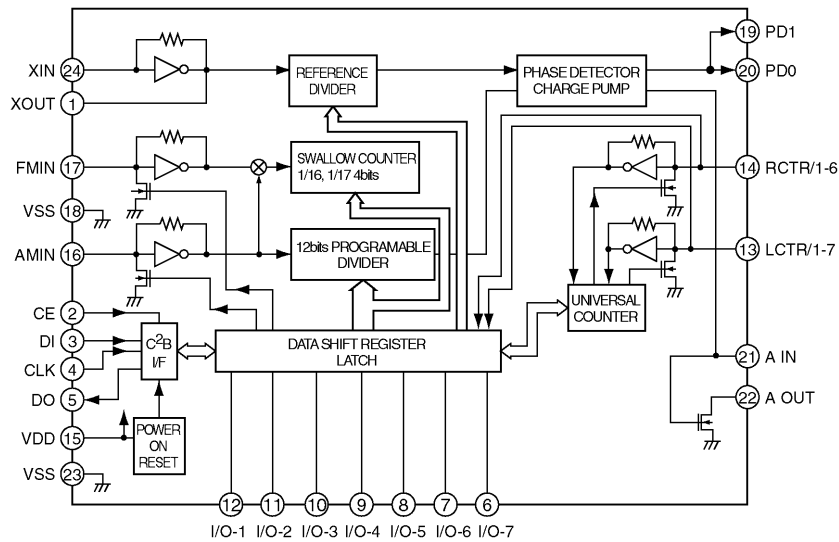 XIN 24
XOUT 1
FMIN 17
VSS 18
AMIN 16
CE 2
DI 3
CLK 4
DO 5
VDD 15
VSS 23
REFERENCE
DIVIDER
PHASE DETECTOR
CHARGE PUMP
SWALLOW COUNTER
1/16, 1/17 4bits
12bits PROGRAMABLE
DIVIDER
C²B
I/F
POWER
ON
RESET
DATA SHIFT REGISTER
LATCH
UNIVERSAL
COUNTER
19 PD1
20 PD0
14 RCTR/1-6
13 LCTR/1-7
21 A IN
22 A OUT
12 11 10 9 8 7 6
I/O-1 I/O-2 I/O-3 I/O-4 I/O-5 I/O-6 I/O-7